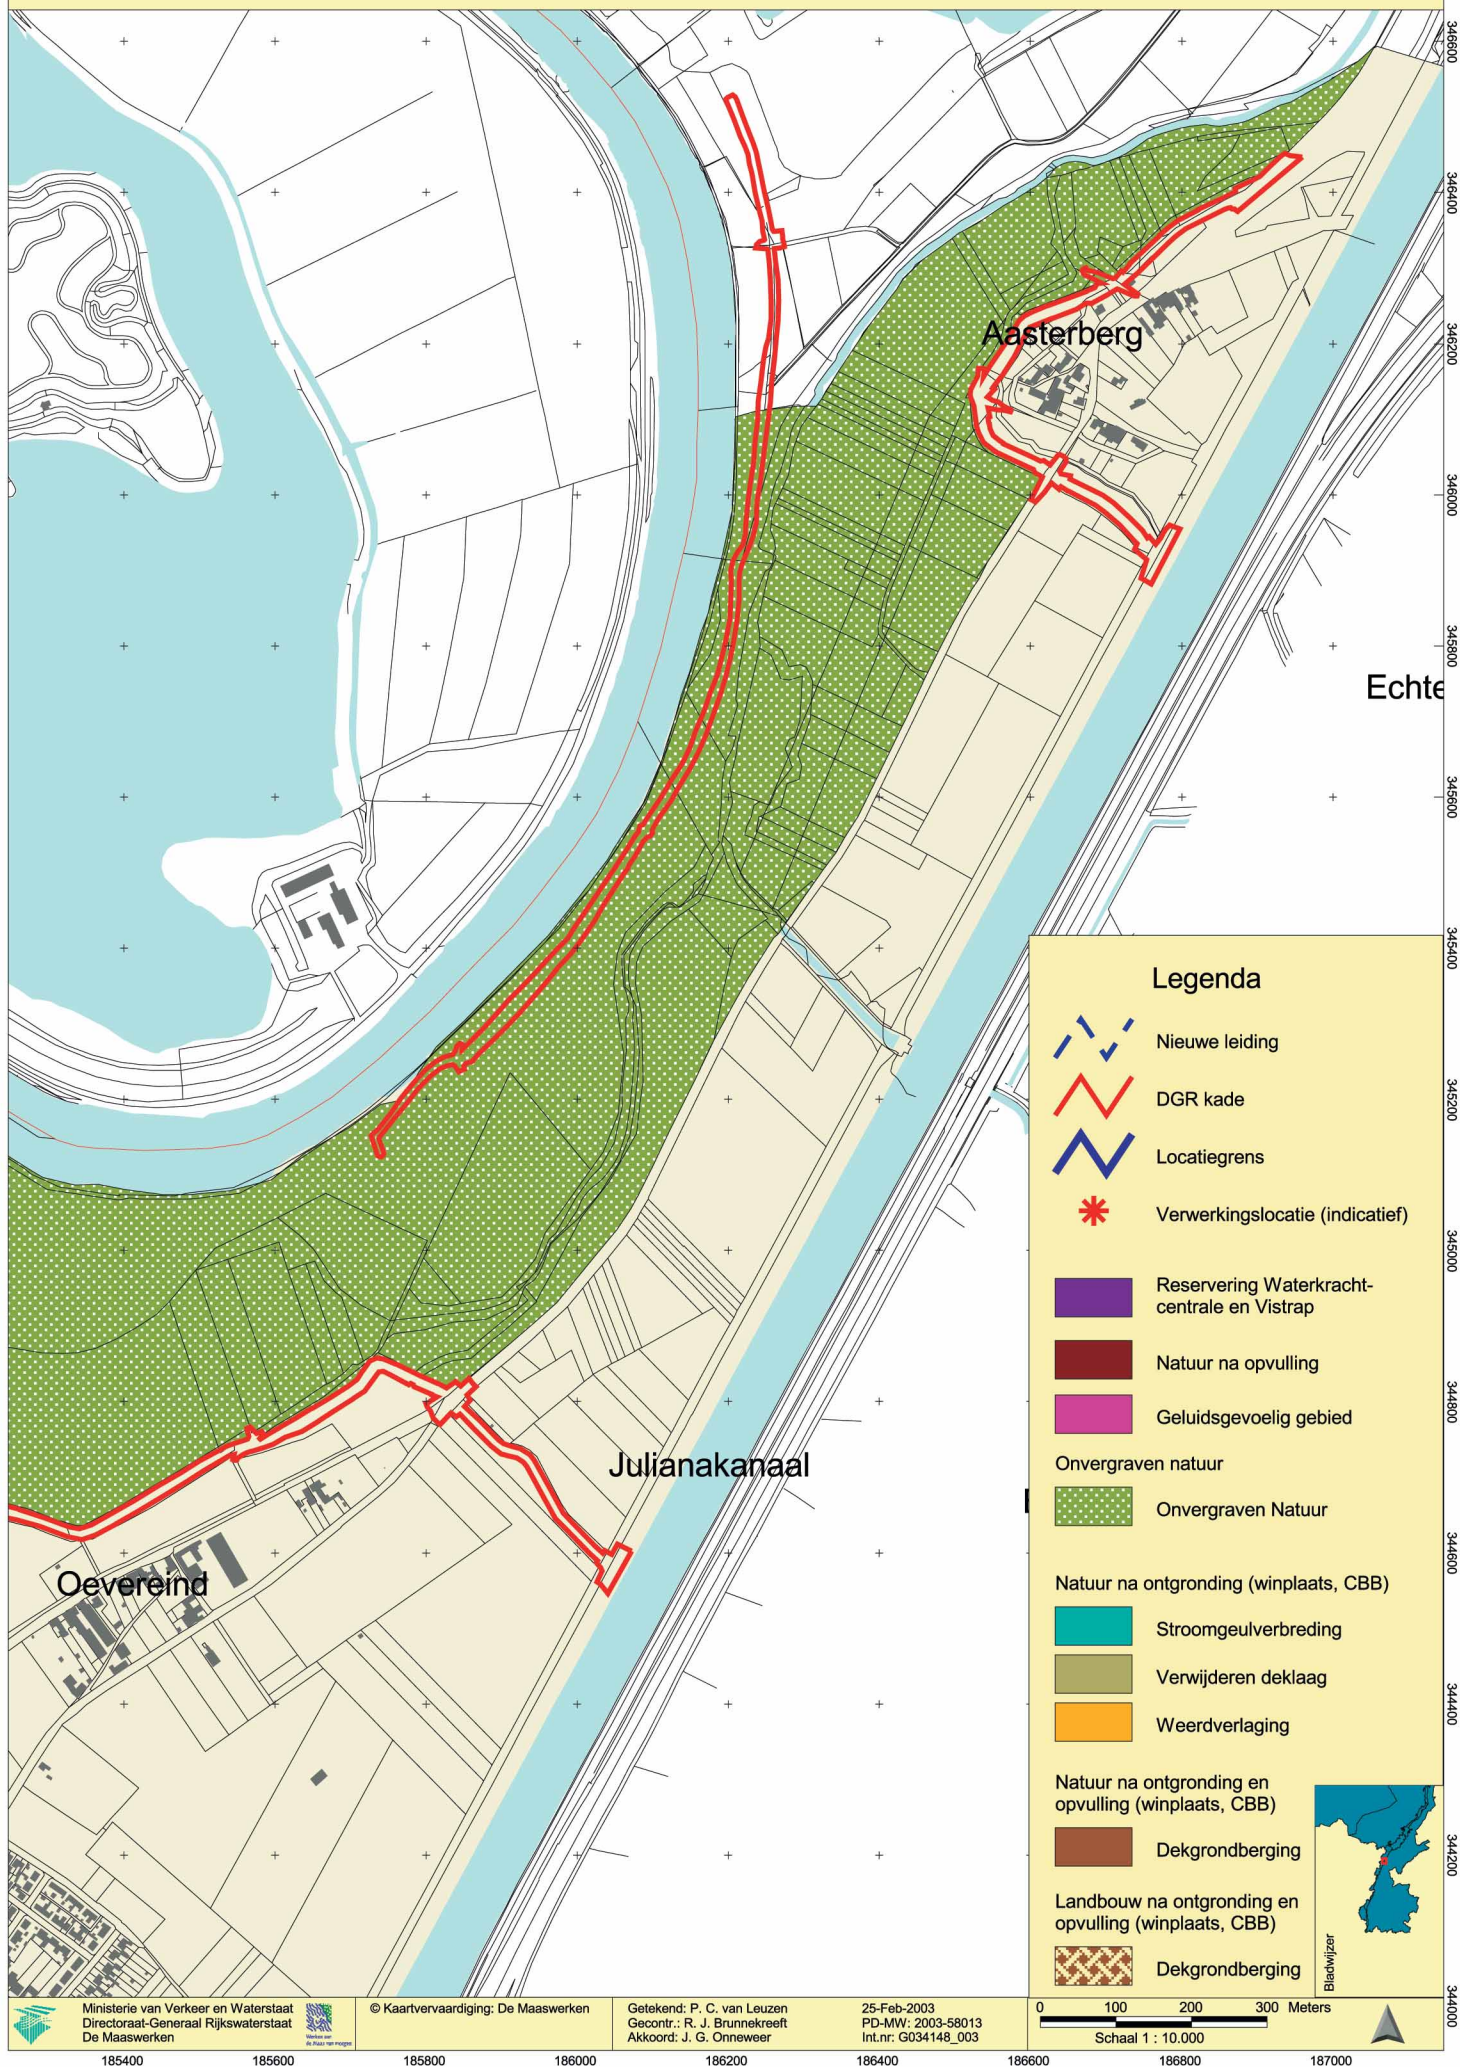 346600
346400
Aasterberg
346200
346000
345800
Echte
345600
345400
Legenda
Nieuwe leiding
DGR kade
345200
Locatiegrens
Verwerkingslocatie (indicatief)
345000
Reservering Waterkracht-
centrale en Vistrap
Natuur na opvulling
344800
Geluidsgevoelig gebied
Julianakanaal
Onvergraven natuur
Onvergraven Natuur
344600
Oevereind
Natuur na ontgronding (winplaats, CBB)
Stroomgeulverbreding
Verwijderen deklaag
344400
Weerdverlaging
Natuur na ontgronding en
opvulling (winplaats, CBB)
Dekgrondberging
344200
Landbouw na ontgronding en
opvulling (winplaats, CBB)
Dekgrondberging
Bladwijzer
344000
Ministerie van Verkeer en Waterstaat
Directoraat-Generaal Rijkswaterstaat
De Maaswerken
Werken aan
de Maas van morgen
© Kaartvervaardiging: De Maaswerken
Getekend: P. C. van Leuzen
Gecontr.: R. J. Brunnekreeft
Akkoord: J. G. Onneweer
25-Feb-2003
PD-MW: 2003-58013
Int.nr: G034148_003
0 100 200 300 Meters
Schaal 1 : 10.000
185400 185600 185800 186000 186200 186400 186600 186800 187000